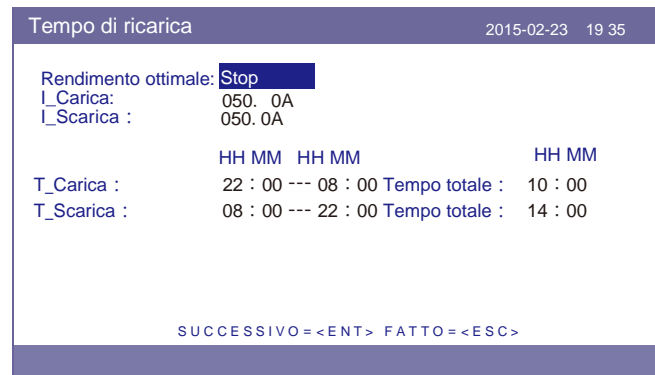 Tempo di ricarica 2015-02-23 19 35
Rendimento ottimale: Stop
I_Carica: 050. 0A
I_Scarica : 050.0A
HH MM HH MM HH MM
T_Carica : 22 : 00 --- 08 : 00 Tempo totale : 10 : 00
T_Scarica : 08 : 00 --- 22 : 00 Tempo totale : 14 : 00
SUCCESSIVO=<ENT> FATTO=<ESC>